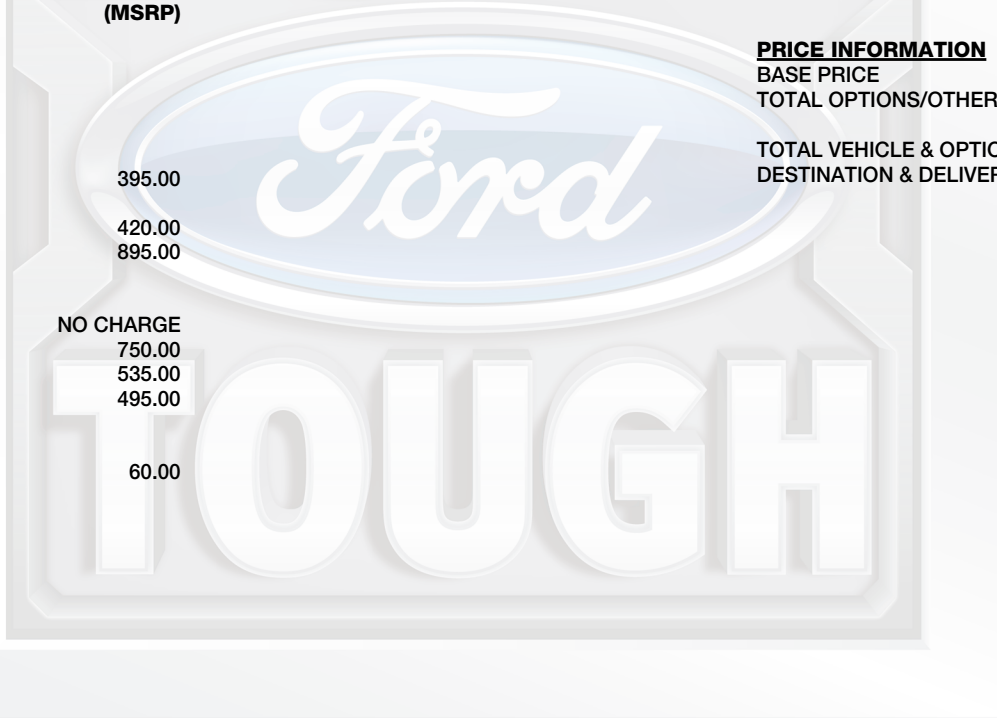 (MSRP)
395.00
420.00
895.00
NO CHARGE
750.00
535.00
495.00
60.00
PRICE INFORMATION
BASE PRICE
TOTAL OPTIONS/OTHER
TOTAL VEHICLE & OPTIO
DESTINATION & DELIVER
Ford
TOUGH